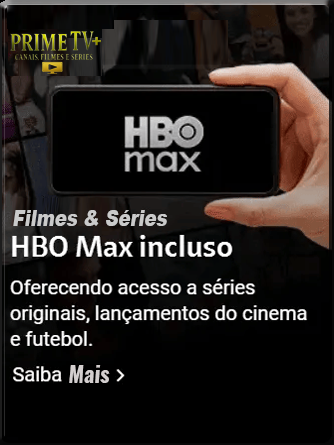 PRIME TV+
CANAIS, FILMES E SERIES
HBO
max
Filmes & Séries
HBO Max incluso
Oferecendo acesso a séries
originais, lançamentos do cinema
e futebol.
Saiba Mais >